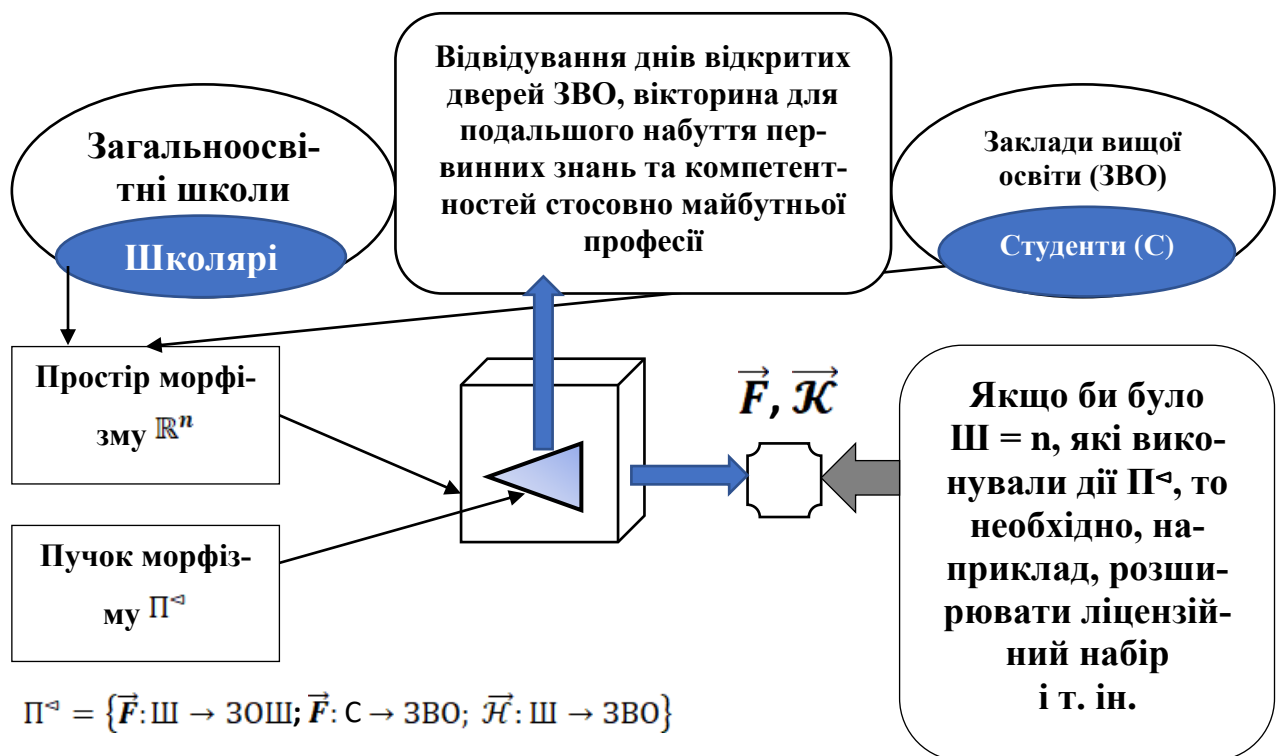 Загальноосві-
тні школи
Школярі
Відвідування днів відкритих
дверей ЗВО, вікторина для
подальшого набуття пер-
винних знань та компетент-
ностей стосовно майбутньої
професії
Заклади вищої
освіти (ЗВО)
Студенти (С)
Простір морфі-
зму ℝⁿ
Пучок морфіз-
му П⊲
F⃗, 𝒦⃗
Якщо би було
Ш = n, які вико-
нували дії П⊲, то
необхідно, на-
приклад, розши-
рювати ліцензій-
ний набір
і т. ін.
П⊲ = {F⃗: Ш → ЗОШ; F⃗: С → ЗВО; ℋ⃗: Ш → ЗВО}